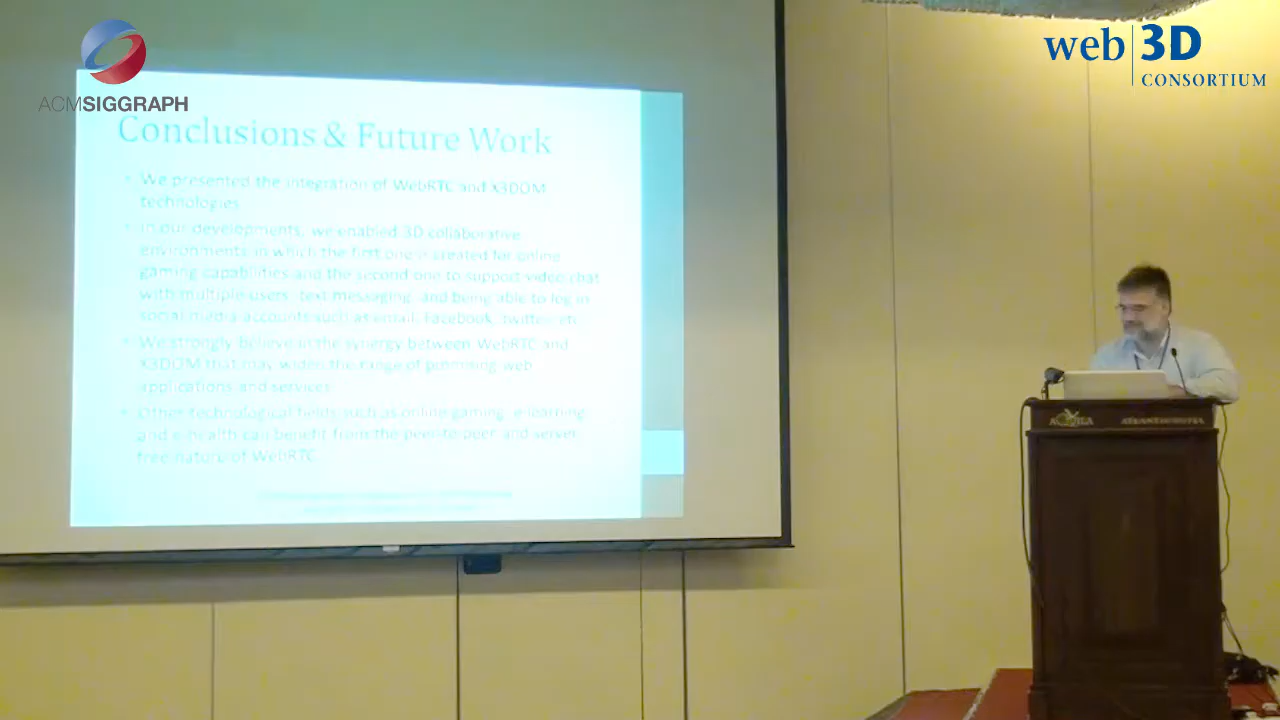 ACMSIGGRAPH
web 3D
CONSORTIUM
Conclusions & Future Work
We presented the integration of WebRTC and X3DOM
technologies
In our developments, we enabled 3D collaborative
environments in which the first one is created for online
gaming capabilities and the second one to support video chat
with multiple users, text messaging, and being able to log in
social media accounts such as email, Facebook, twitter, etc.
We strongly believe in the synergy between WebRTC and
X3DOM that may widen the range of promising web
applications and services.
Other technological fields such as online gaming, e-learning
and e-health can benefit from the peer-to-peer and server
free nature of WebRTC.